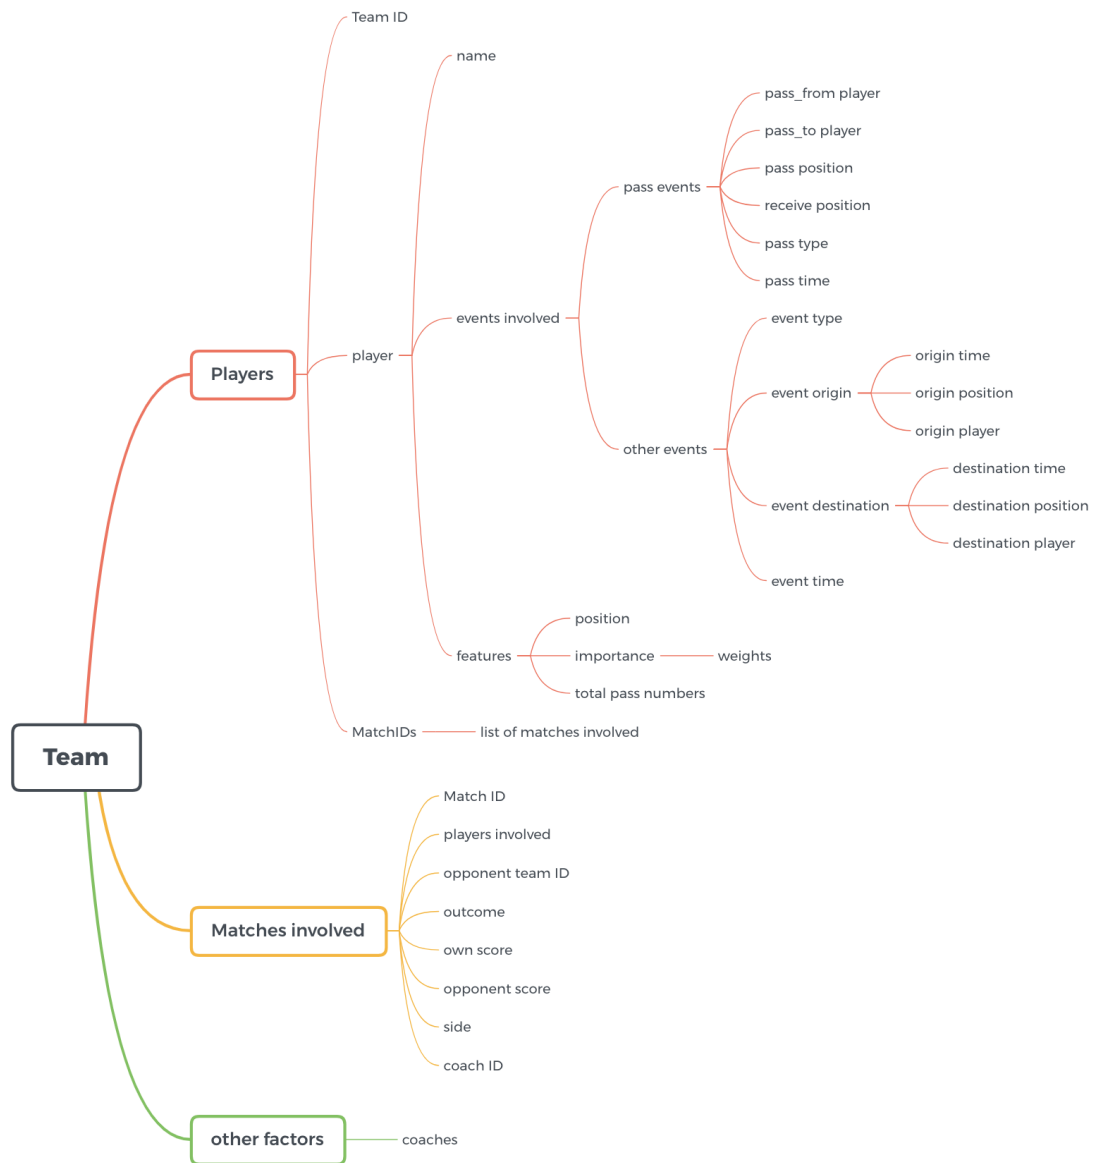 Team ID
name
pass_from player
pass_to player
pass position
pass events
receive position
pass type
pass time
events involved
event type
player
origin time
Players
event origin
origin position
origin player
other events
destination time
event destination
destination position
destination player
event time
position
features
importance
weights
total pass numbers
MatchIDs
list of matches involved
Team
Match ID
players involved
opponent team ID
outcome
Matches involved
own score
opponent score
side
coach ID
other factors
coaches